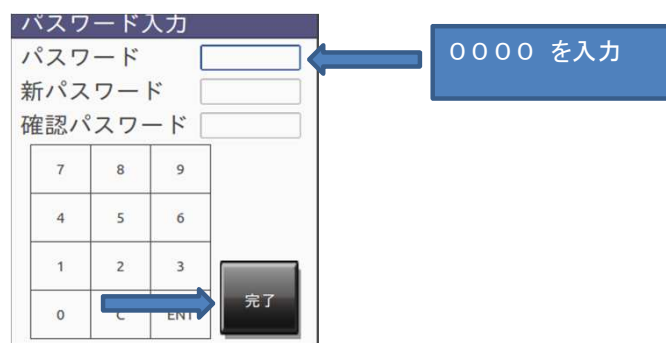 パスワード入力
パスワード
００００ を入力
新パスワード
確認パスワード
7 8 9
4 5 6
1 2 3
0 C ENT
完了